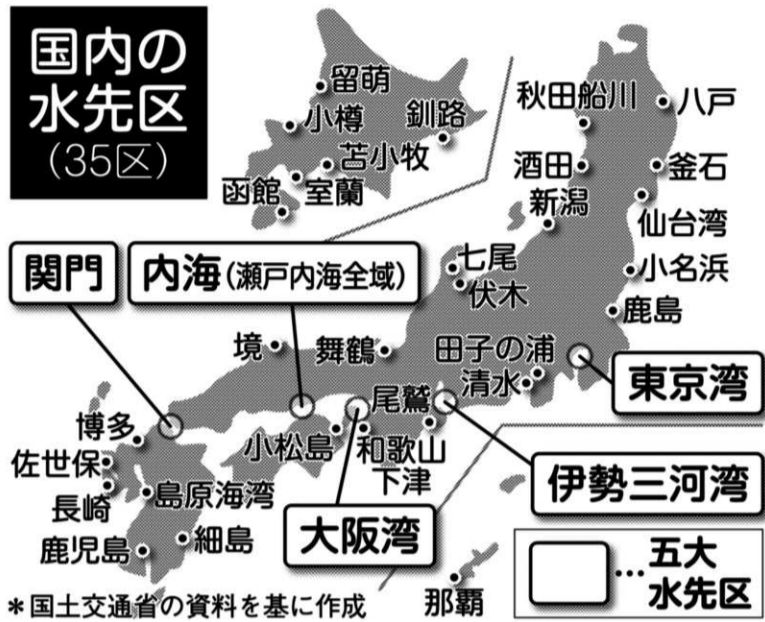 国内の
水先区
(35区)
留萌
小樽
釧路
苫小牧
函館
室蘭
秋田船川
八戸
酒田
釜石
新潟
仙台湾
七尾
伏木
小名浜
鹿島
関門
内海(瀬戸内海全域)
境
舞鶴
田子の浦
清水
東京湾
尾鷲
博多
小松島
和歌山
下津
佐世保
長崎
島原海湾
伊勢三河湾
大阪湾
鹿児島
細島
那覇
…五大
水先区
*国土交通省の資料を基に作成